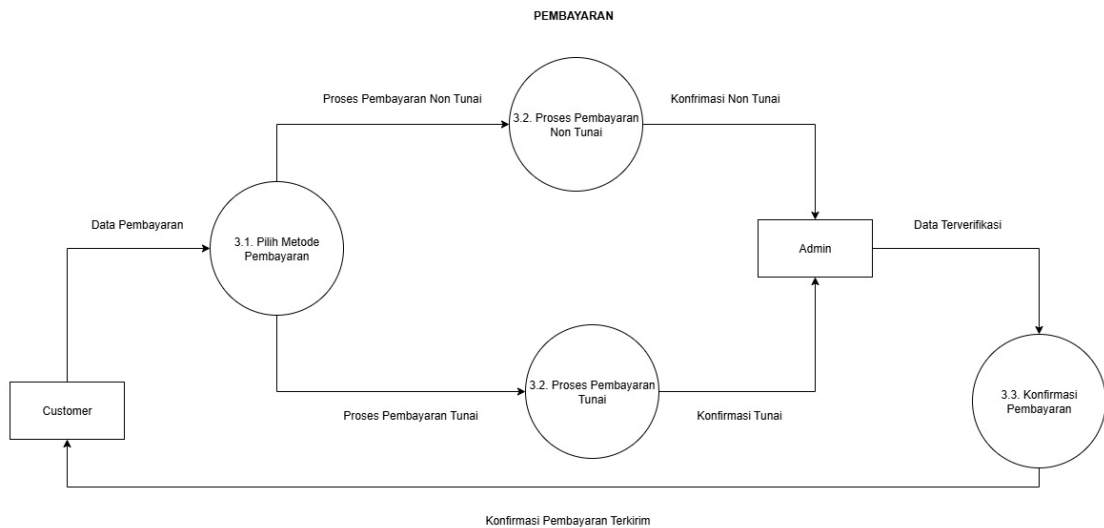 PEMBAYARAN
Proses Pembayaran Non Tunai
3.2. Proses Pembayaran
Non Tunai
Konfrimasi Non Tunai
Data Pembayaran
3.1. Pilih Metode
Pembayaran
Admin
Data Terverifikasi
Customer
Proses Pembayaran Tunai
3.2. Proses Pembayaran
Tunai
Konfirmasi Tunai
3.3. Konfirmasi
Pembayaran
Konfirmasi Pembayaran Terkirim